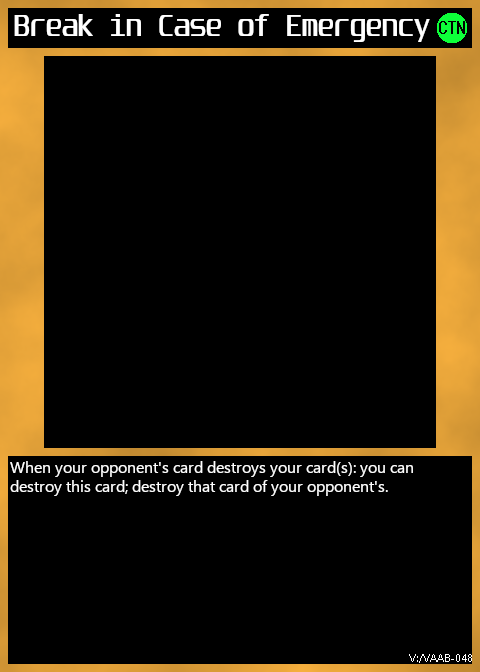 Break in Case of Emergency CTN
When your opponent's card destroys your card(s): you can
destroy this card; destroy that card of your opponent's.
V:/VAAB-048